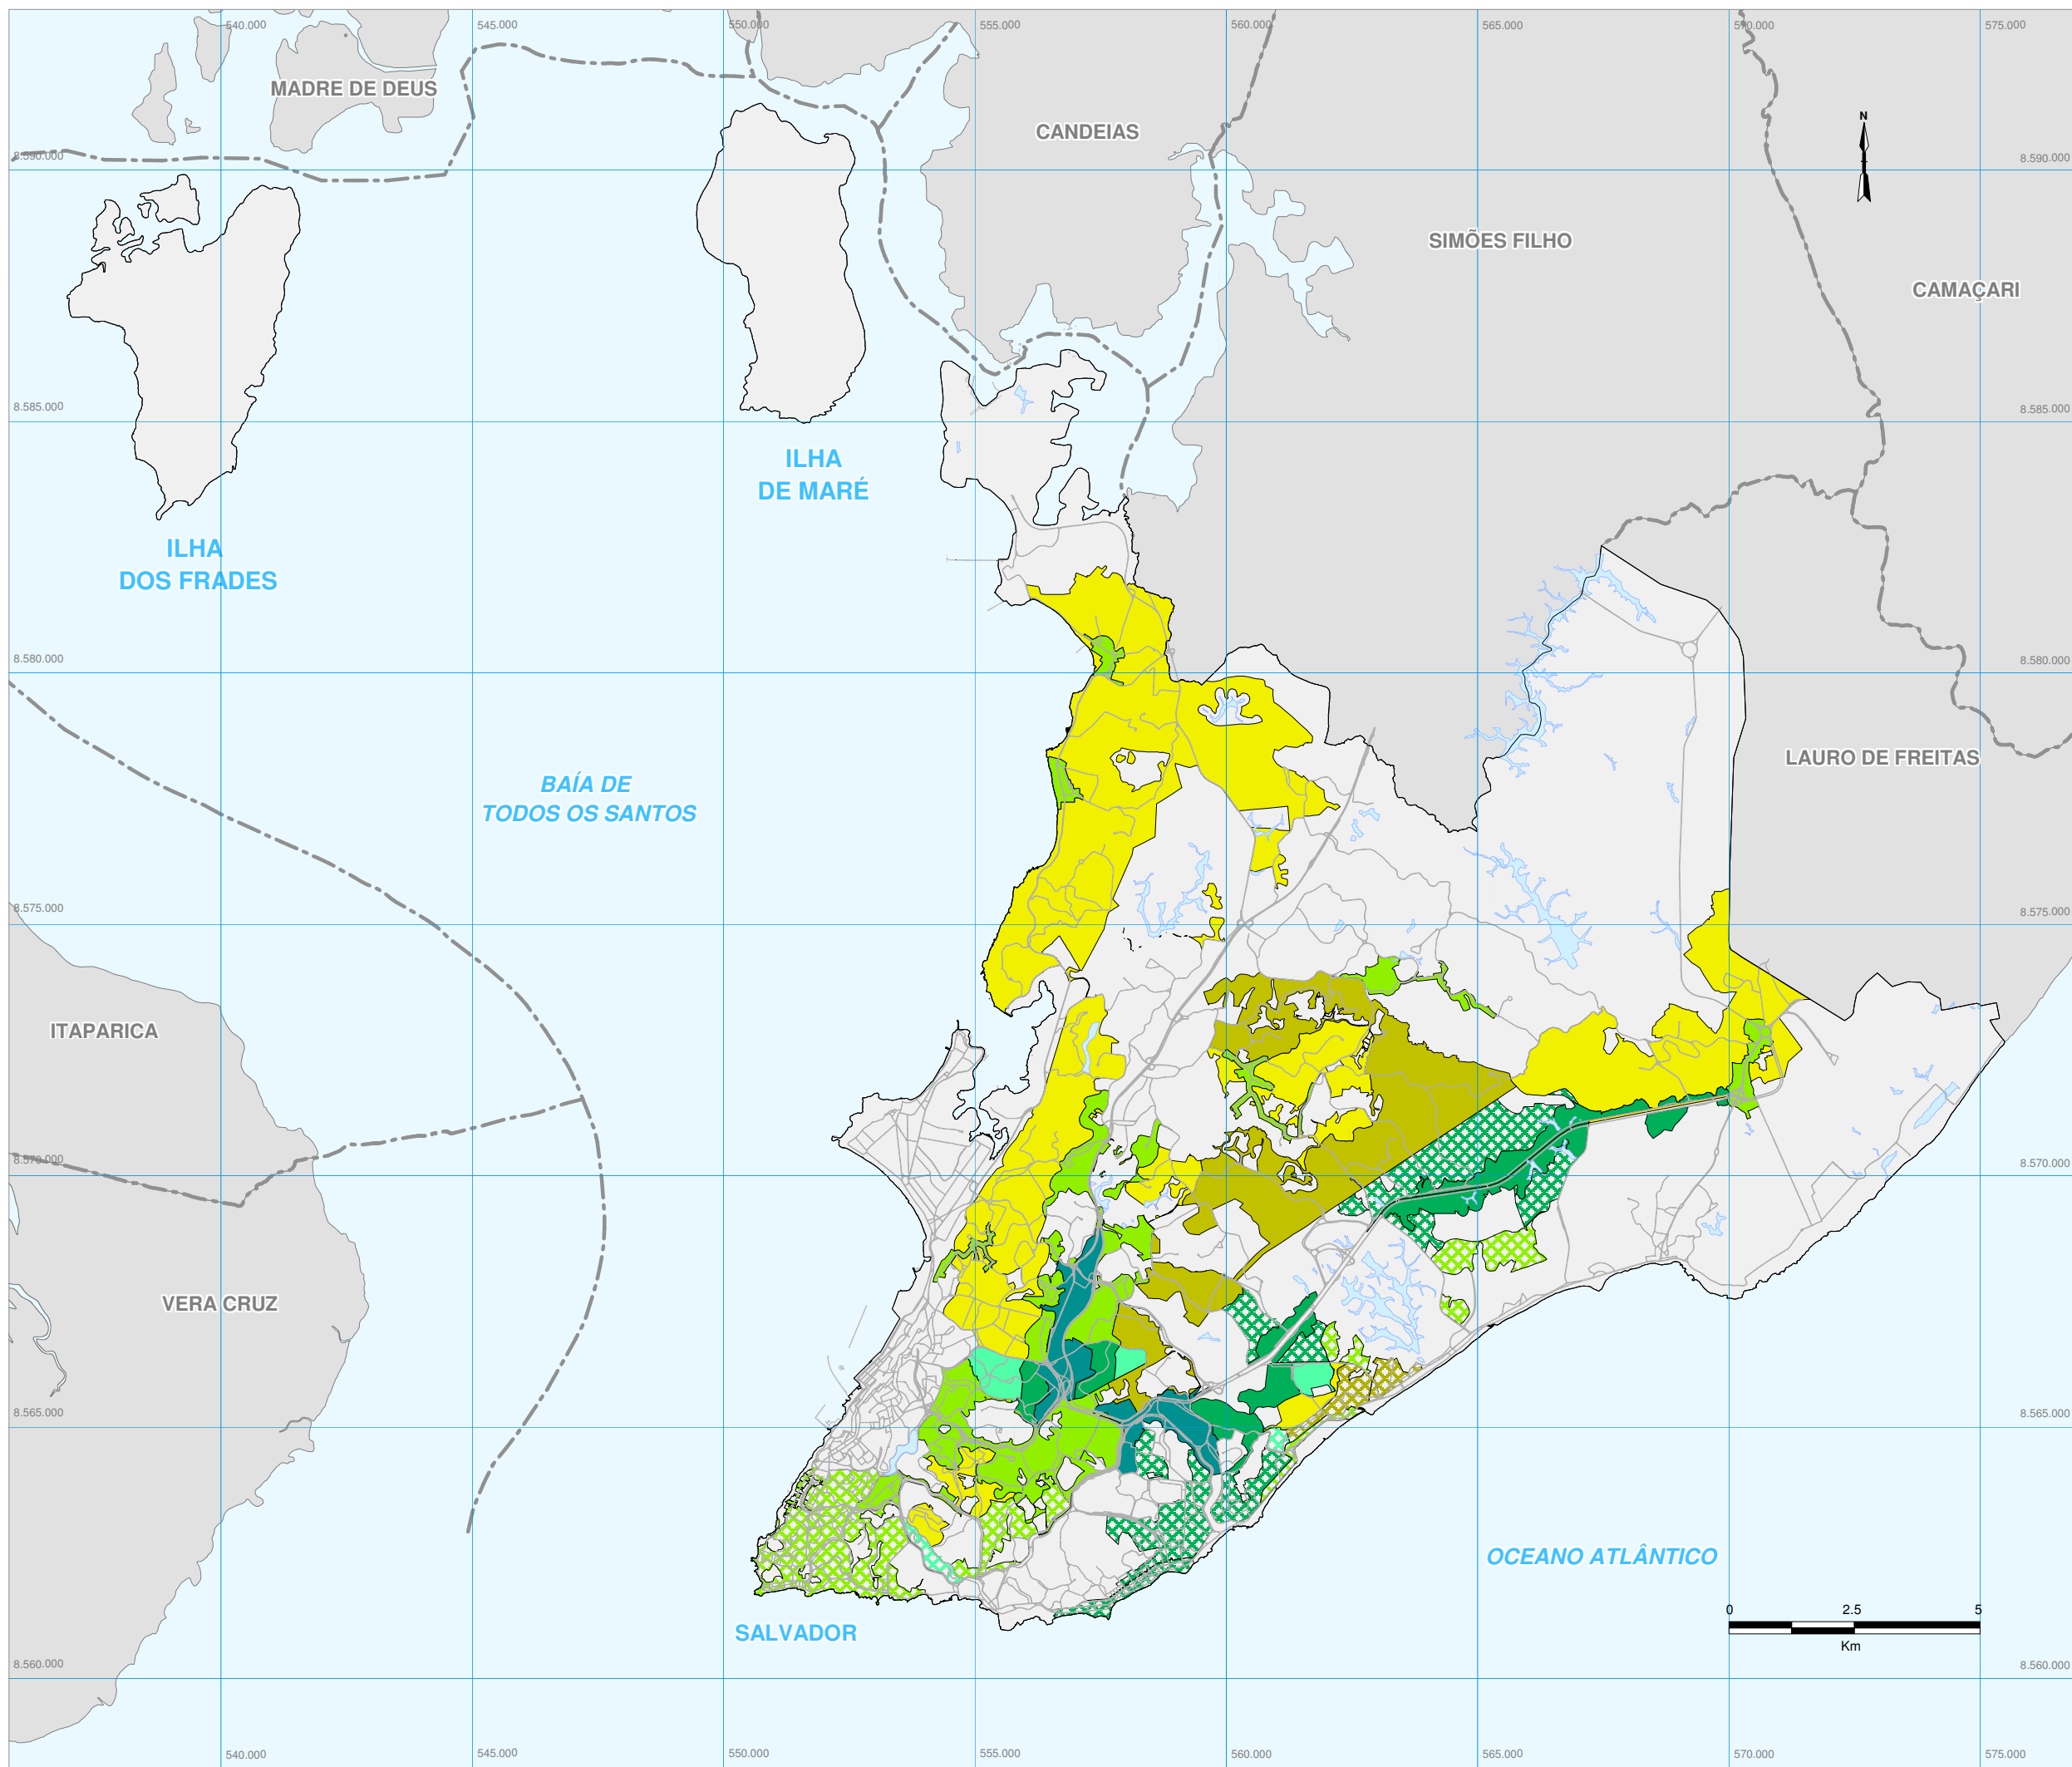 540.000
545.000
550.000
555.000
560.000
565.000
570.000
575.000
MADRE DE DEUS
CANDEIAS
N
8.590.000
8.590.000
SIMÕES FILHO
CAMAÇARI
8.585.000
8.585.000
ILHA
DE MARÉ
ILHA
DOS FRADES
8.580.000
8.580.000
LAURO DE FREITAS
BAÍA DE
TODOS OS SANTOS
8.575.000
8.575.000
ITAPARICA
8.570.000
8.570.000
VERA CRUZ
8.565.000
8.565.000
OCEANO ATLÂNTICO
SALVADOR
0
2.5
5
Km
8.560.000
8.560.000
540.000
545.000
550.000
555.000
560.000
565.000
570.000
575.000